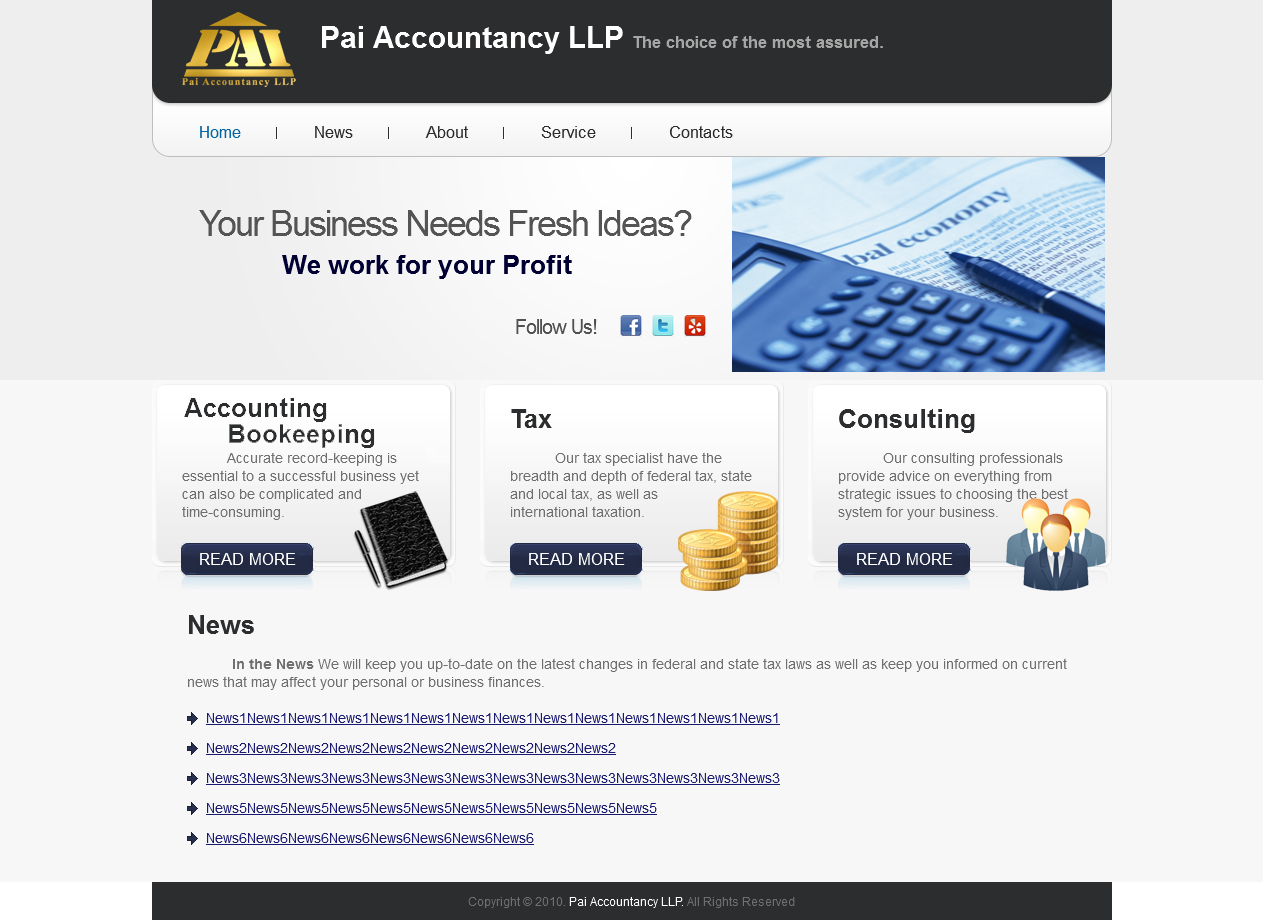 PAI
Pai Accountancy LLP
Pai Accountancy LLP The choice of the most assured.
Home | News | About | Service | Contacts
Your Business Needs Fresh Ideas?
We work for your Profit
Follow Us!
bal economy
Accounting
Bookeeping
Accurate record-keeping is
essential to a successful business yet
can also be complicated and
time-consuming.
READ MORE
Tax
Our tax specialist have the
breadth and depth of federal tax, state
and local tax, as well as
international taxation.
READ MORE
Consulting
Our consulting professionals
provide advice on everything from
strategic issues to choosing the best
system for your business.
READ MORE
News
In the News We will keep you up-to-date on the latest changes in federal and state tax laws as well as keep you informed on current
news that may affect your personal or business finances.
News1News1News1News1News1News1News1News1News1News1News1News1News1News1
News2News2News2News2News2News2News2News2News2News2
News3News3News3News3News3News3News3News3News3News3News3News3News3News3
News5News5News5News5News5News5News5News5News5News5News5
News6News6News6News6News6News6News6News6
Copyright © 2010. Pai Accountancy LLP. All Rights Reserved